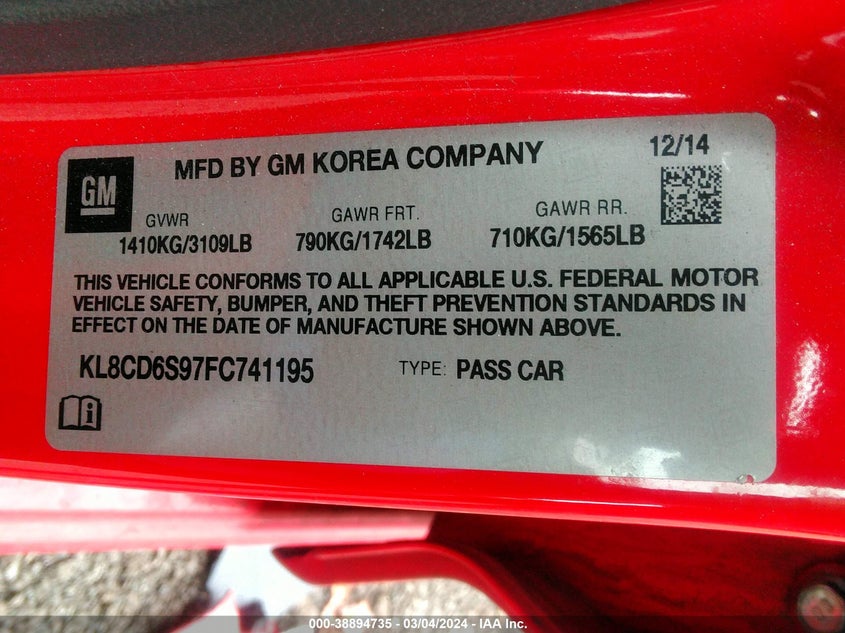 GM
MFD BY GM KOREA COMPANY
12/14
GVWR
1410KG/3109LB
GAWR FRT.
790KG/1742LB
GAWR RR.
710KG/1565LB
THIS VEHICLE CONFORMS TO ALL APPLICABLE U.S. FEDERAL MOTOR
VEHICLE SAFETY, BUMPER, AND THEFT PREVENTION STANDARDS IN
EFFECT ON THE DATE OF MANUFACTURE SHOWN ABOVE.
KL8CD6S97FC741195
TYPE: PASS CAR
i
000-38894735 - 03/04/2024 - IAA Inc.